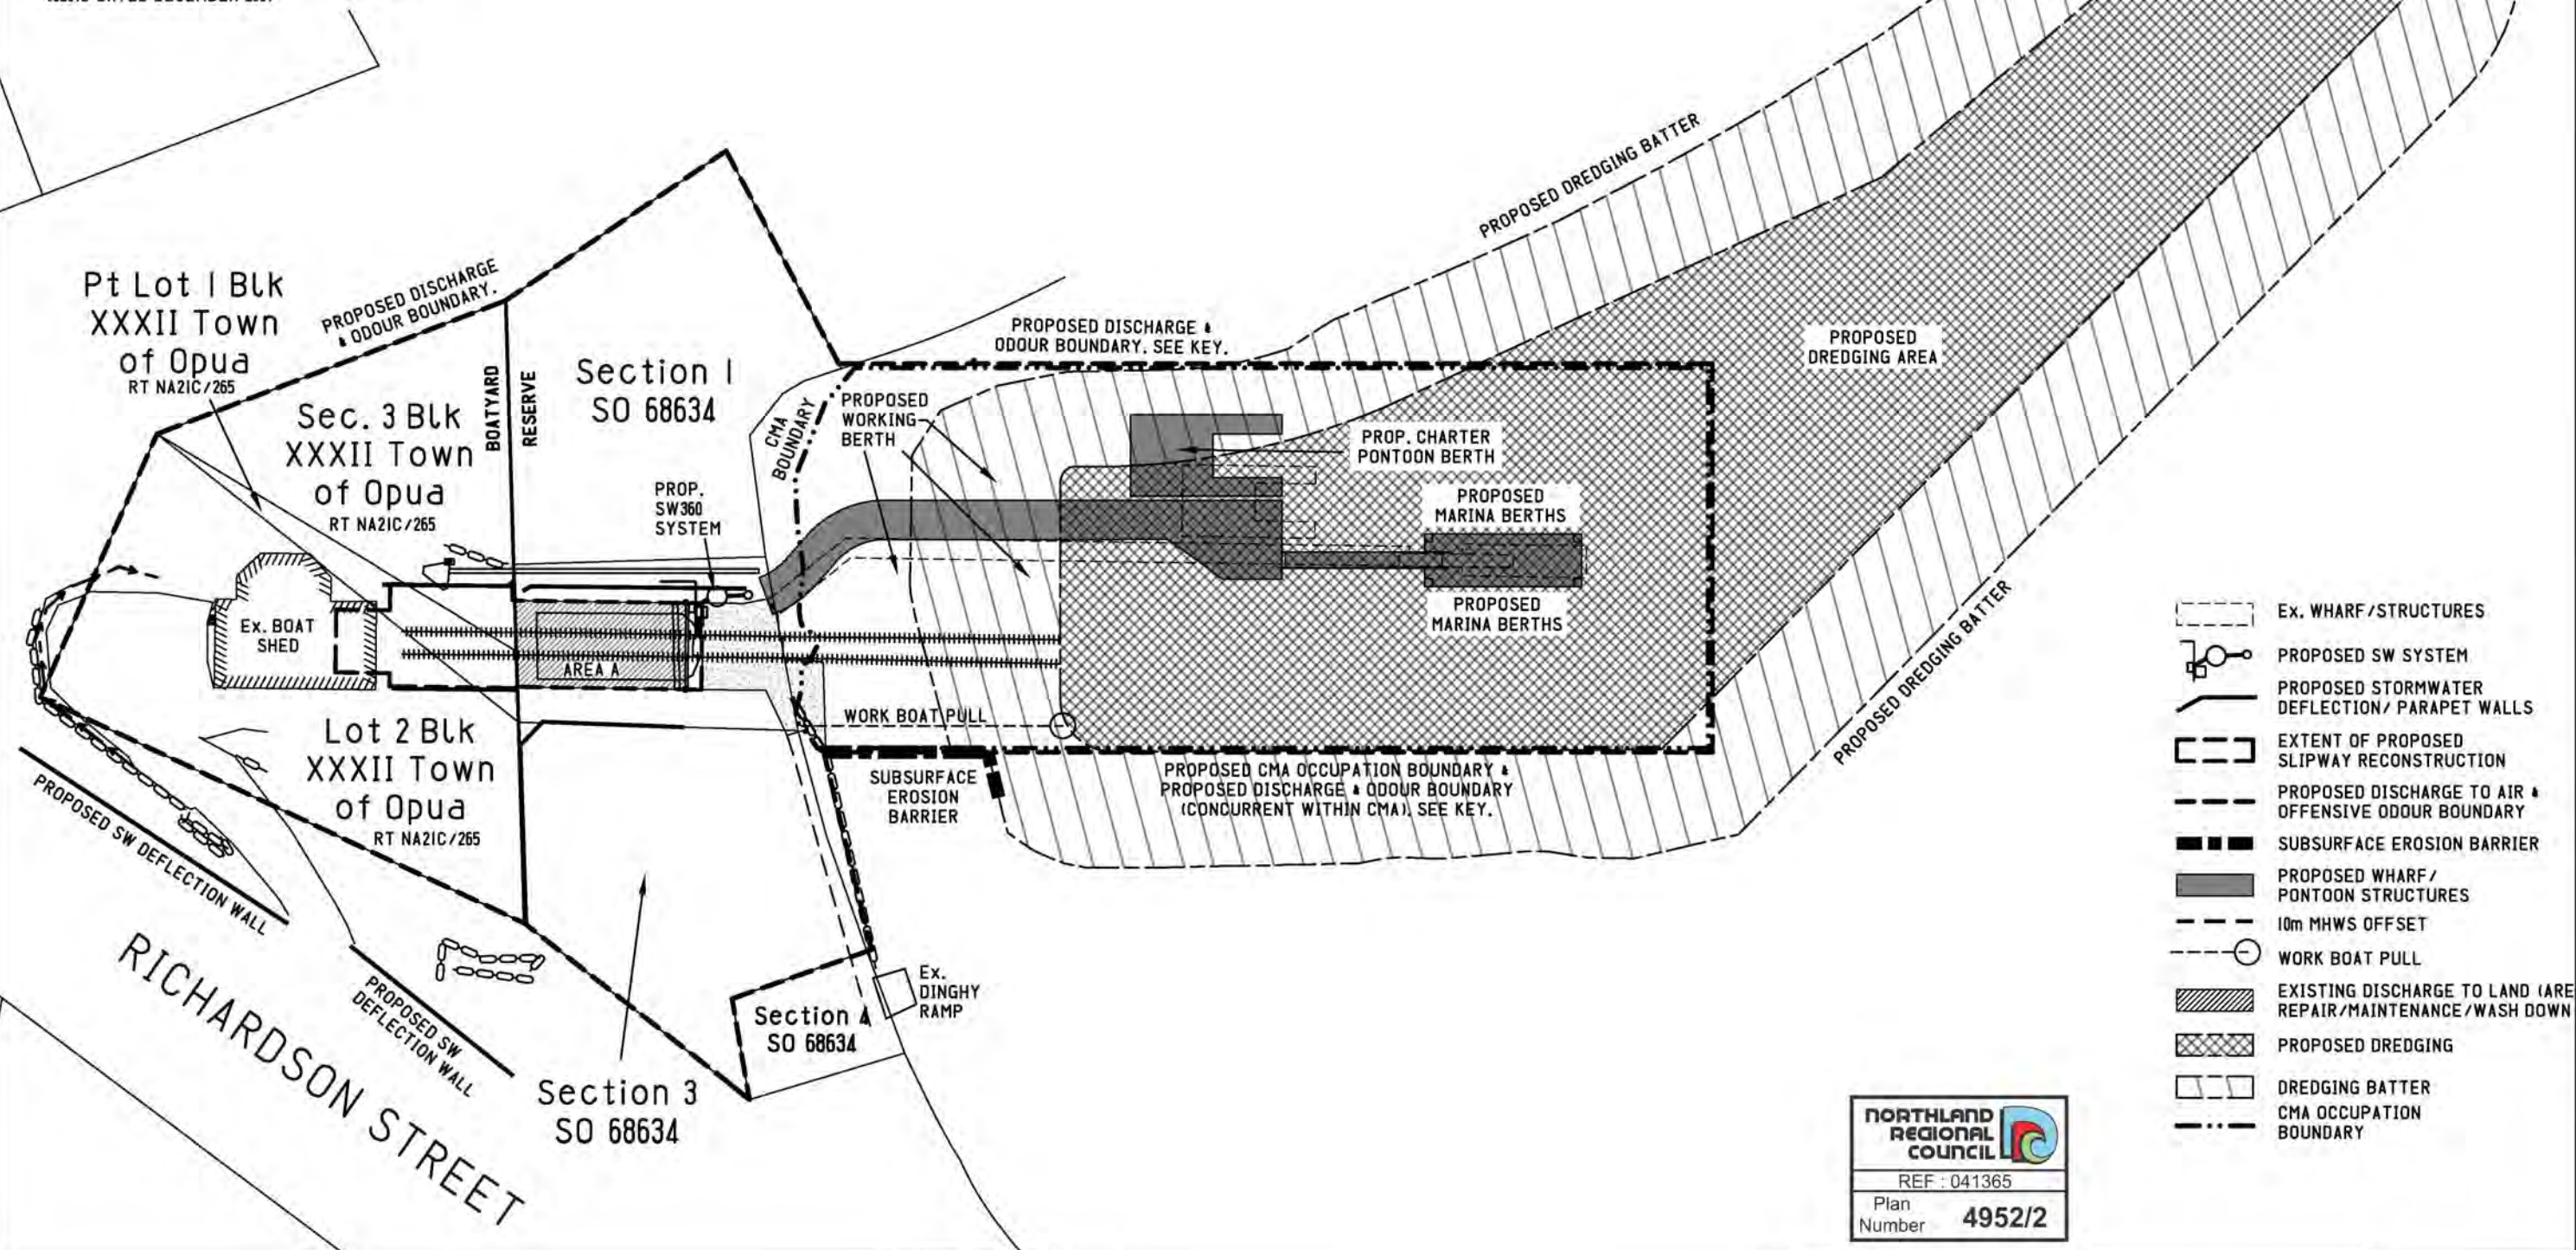 Pt Lot 1 Blk
XXXII Town
of Opua
RT NA21C/265
PROPOSED DISCHARGE
& ODOUR BOUNDARY.
Sec. 3 Blk
XXXII Town
of Opua
RT NA21C/265
BOATYARD
RESERVE
Section 1
SO 68634
PROP.
SW360
SYSTEM
CMA
BOUNDARY
PROPOSED
WORKING
BERTH
PROPOSED DISCHARGE &
ODOUR BOUNDARY. SEE KEY.
PROPOSED DREDGING BATTER
PROPOSED
DREDGING AREA
PROP. CHARTER
PONTOON BERTH
PROPOSED
MARINA BERTHS
PROPOSED
MARINA BERTHS
PROPOSED DREDGING BATTER
Ex. BOAT
SHED
AREA A
WORK BOAT PULL
Lot 2 Blk
XXXII Town
of Opua
RT NA21C/265
SUBSURFACE
EROSION
BARRIER
PROPOSED CMA OCCUPATION BOUNDARY &
PROPOSED DISCHARGE & ODOUR BOUNDARY
(CONCURRENT WITHIN CMA). SEE KEY.
PROPOSED SW DEFLECTION WALL
PROPOSED SW
DEFLECTION WALL
RICHARDSON STREET
Section 3
SO 68634
Section 4
SO 68634
Ex.
DINGHY
RAMP
Ex. WHARF/STRUCTURES
PROPOSED SW SYSTEM
PROPOSED STORMWATER
DEFLECTION/ PARAPET WALLS
EXTENT OF PROPOSED
SLIPWAY RECONSTRUCTION
PROPOSED DISCHARGE TO AIR &
OFFENSIVE ODOUR BOUNDARY
SUBSURFACE EROSION BARRIER
PROPOSED WHARF/
PONTOON STRUCTURES
10m MHWS OFFSET
WORK BOAT PULL
EXISTING DISCHARGE TO LAND (ARE
REPAIR/MAINTENANCE/WASH DOWN
PROPOSED DREDGING
DREDGING BATTER
CMA OCCUPATION
BOUNDARY
NORTHLAND
REGIONAL
COUNCIL
REF : 041365
Plan
Number 4952/2